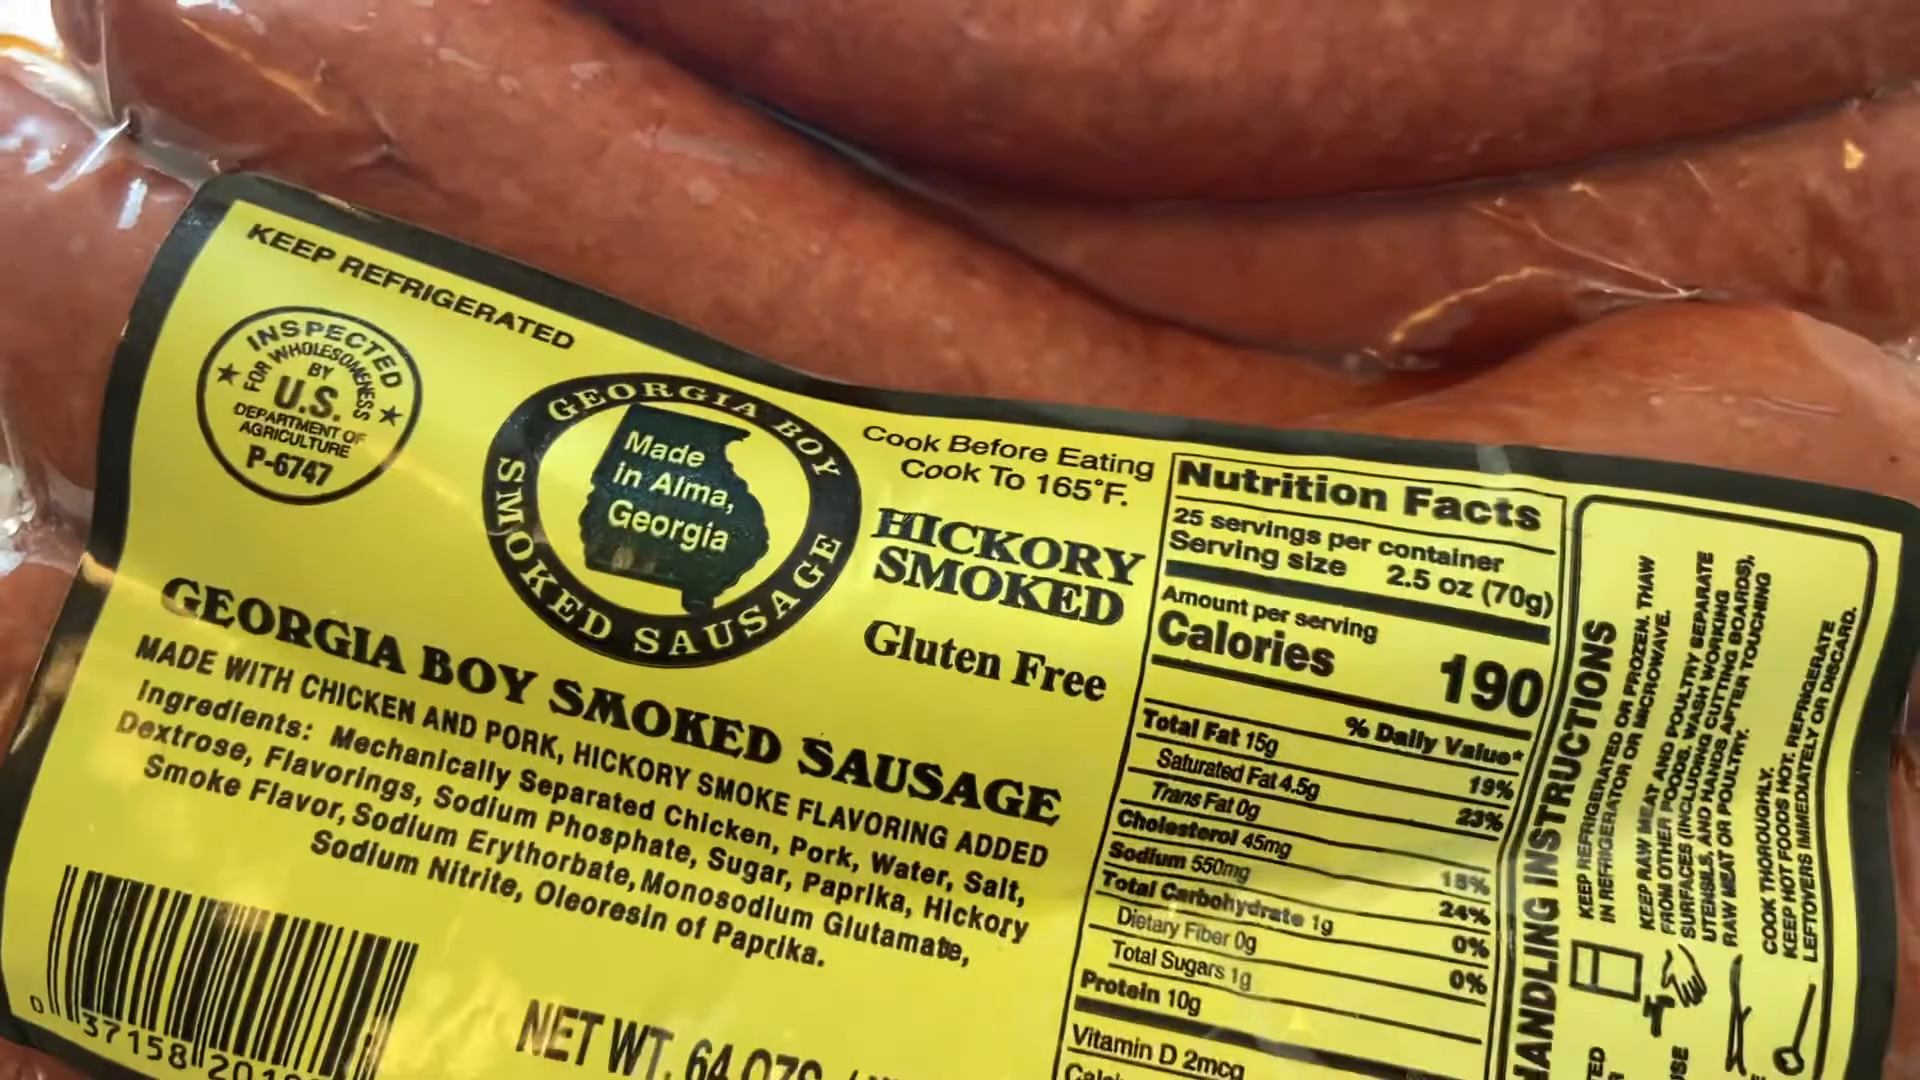 KEEP REFRIGERATED
INSPECTED
FOR WHOLESOMENESS
BY
U.S.
DEPARTMENT OF
AGRICULTURE
P-6747
GEORGIA BOY
SMOKED SAUSAGE
Made
in Alma,
Georgia
Cook Before Eating
Cook To 165°F.
HICKORY
SMOKED
Gluten Free
GEORGIA BOY SMOKED SAUSAGE
MADE WITH CHICKEN AND PORK, HICKORY SMOKE FLAVORING ADDED
Ingredients: Mechanically Separated Chicken, Pork, Water, Salt,
Dextrose, Flavorings, Sodium Phosphate, Sugar, Paprika, Hickory
Smoke Flavor, Sodium Erythorbate, Monosodium Glutamate,
Sodium Nitrite, Oleoresin of Paprika.
0 37158 20
NET WT. 64 OZS
Nutrition Facts
25 servings per container
Serving size 2.5 oz (70g)
Amount per serving
Calories 190
% Daily Value*
Total Fat 15g 19%
Saturated Fat 4.5g 23%
Trans Fat 0g
Cholesterol 45mg 15%
Sodium 550mg 24%
Total Carbohydrate 1g 0%
Dietary Fiber 0g 0%
Total Sugars 1g
Protein 10g
Vitamin D 2mcg
HANDLING INSTRUCTIONS
KEEP REFRIGERATED OR FROZEN. THAW
IN REFRIGERATOR OR MICROWAVE.
KEEP RAW MEAT AND POULTRY SEPARATE
FROM OTHER FOODS. WASH WORKING
SURFACES (INCLUDING CUTTING BOARDS),
UTENSILS, AND HANDS AFTER TOUCHING
RAW MEAT OR POULTRY.
COOK THOROUGHLY.
KEEP HOT FOODS HOT. REFRIGERATE
LEFTOVERS IMMEDIATELY OR DISCARD.